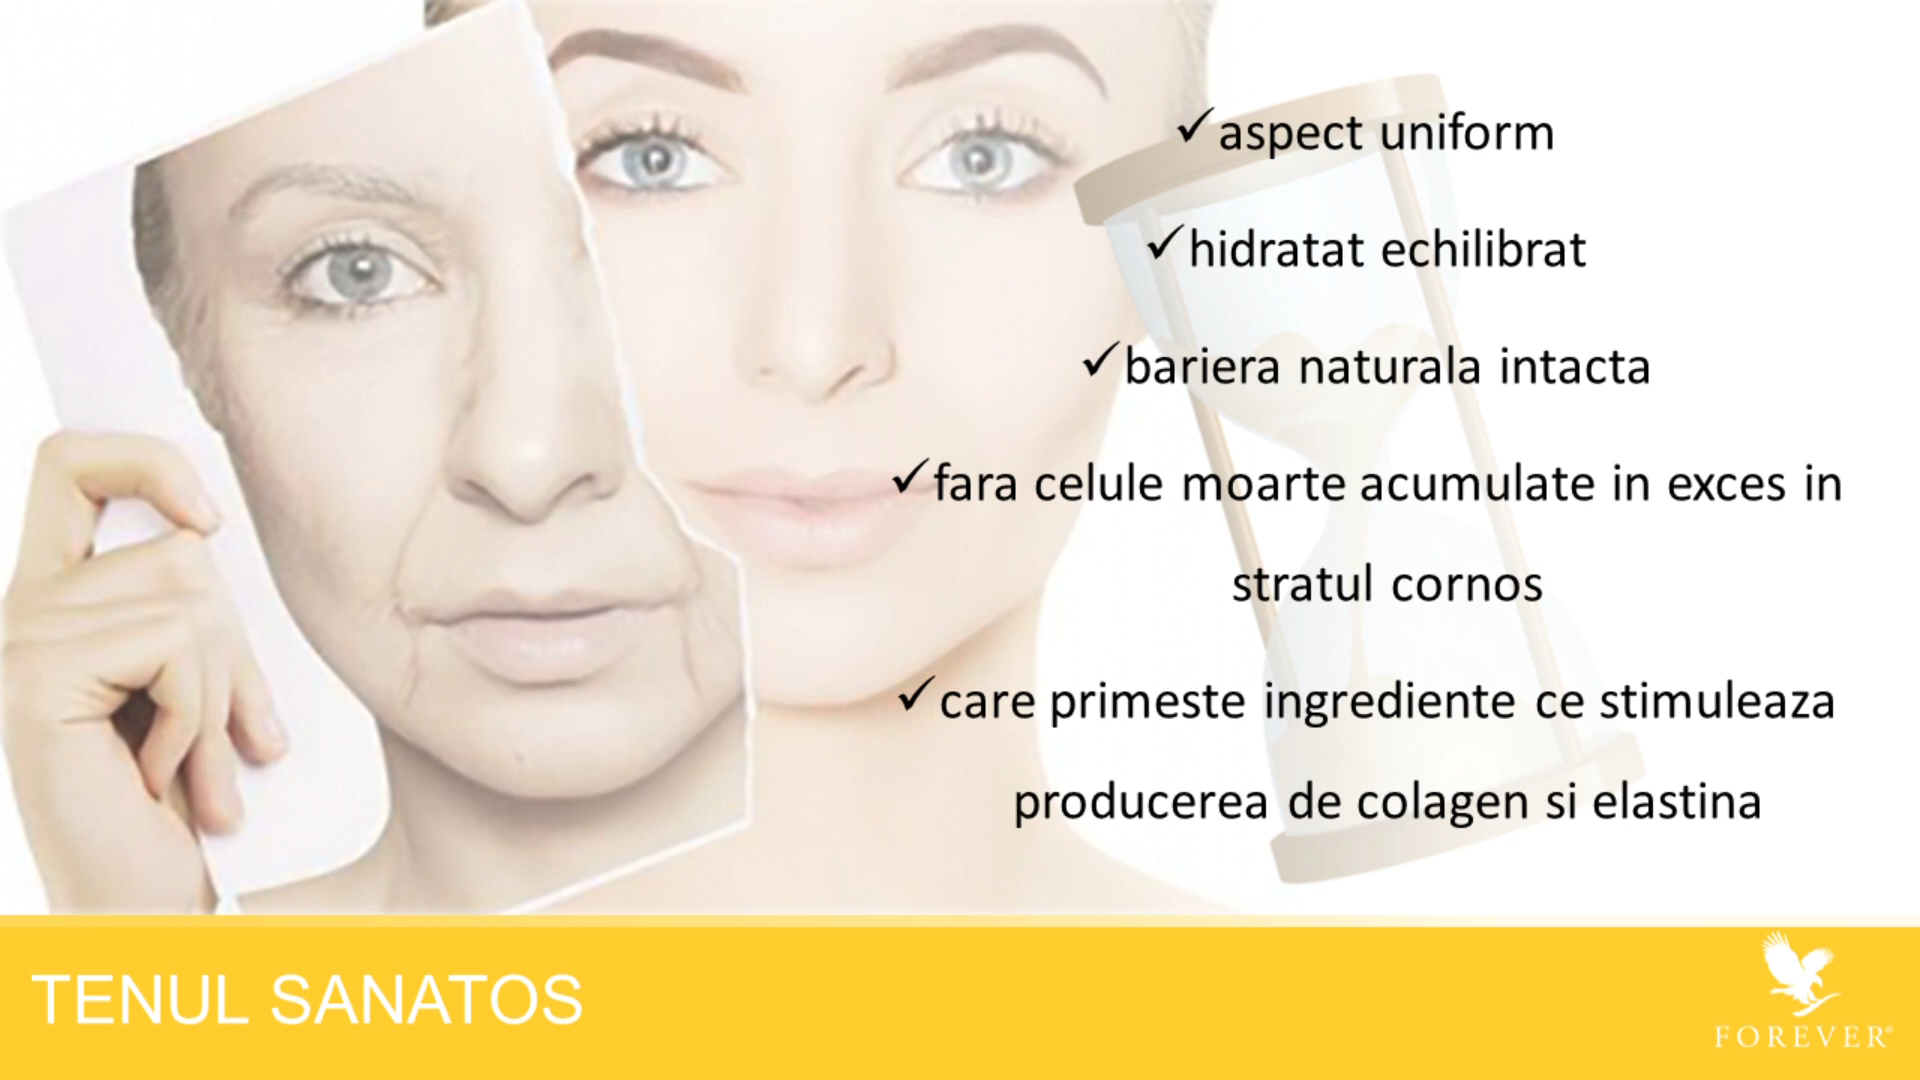 ✓aspect uniform
✓hidratat echilibrat
✓bariera naturala intacta
✓fara celule moarte acumulate in exces in
stratul cornos
✓care primeste ingrediente ce stimuleaza
producerea de colagen si elastina
TENUL SANATOS
FOREVER®